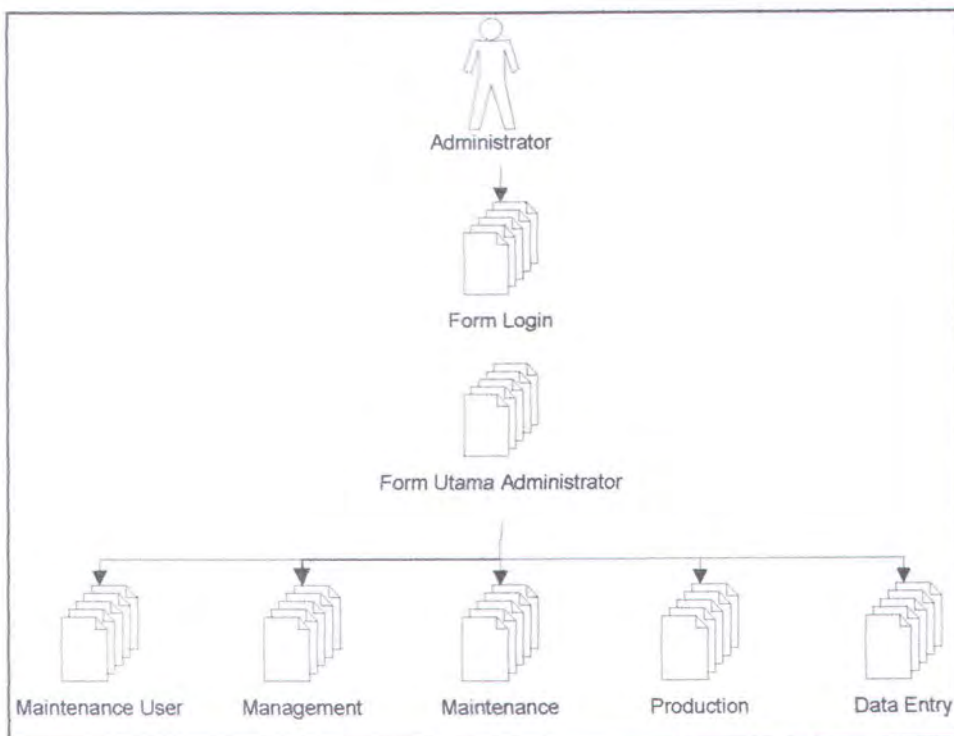 Administrator
Form Login
Form Utama Administrator
Maintenance User
Management
Maintenance
Production
Data Entry